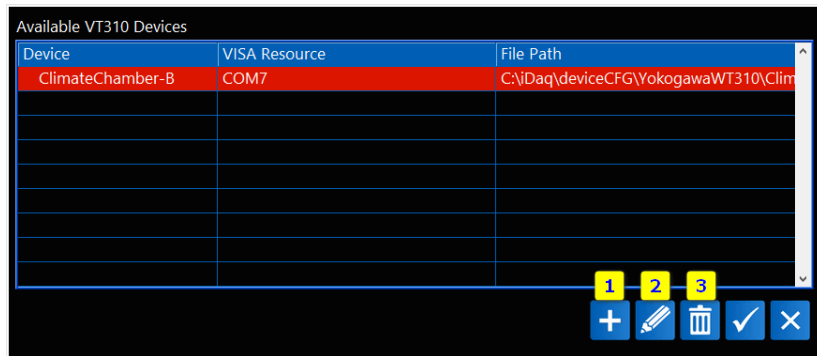 Available VT310 Devices
Device VISA Resource File Path
ClimateChamber-B COM7 C:\iDaq\deviceCFG\YokogawaWT310\Clim
1 2 3